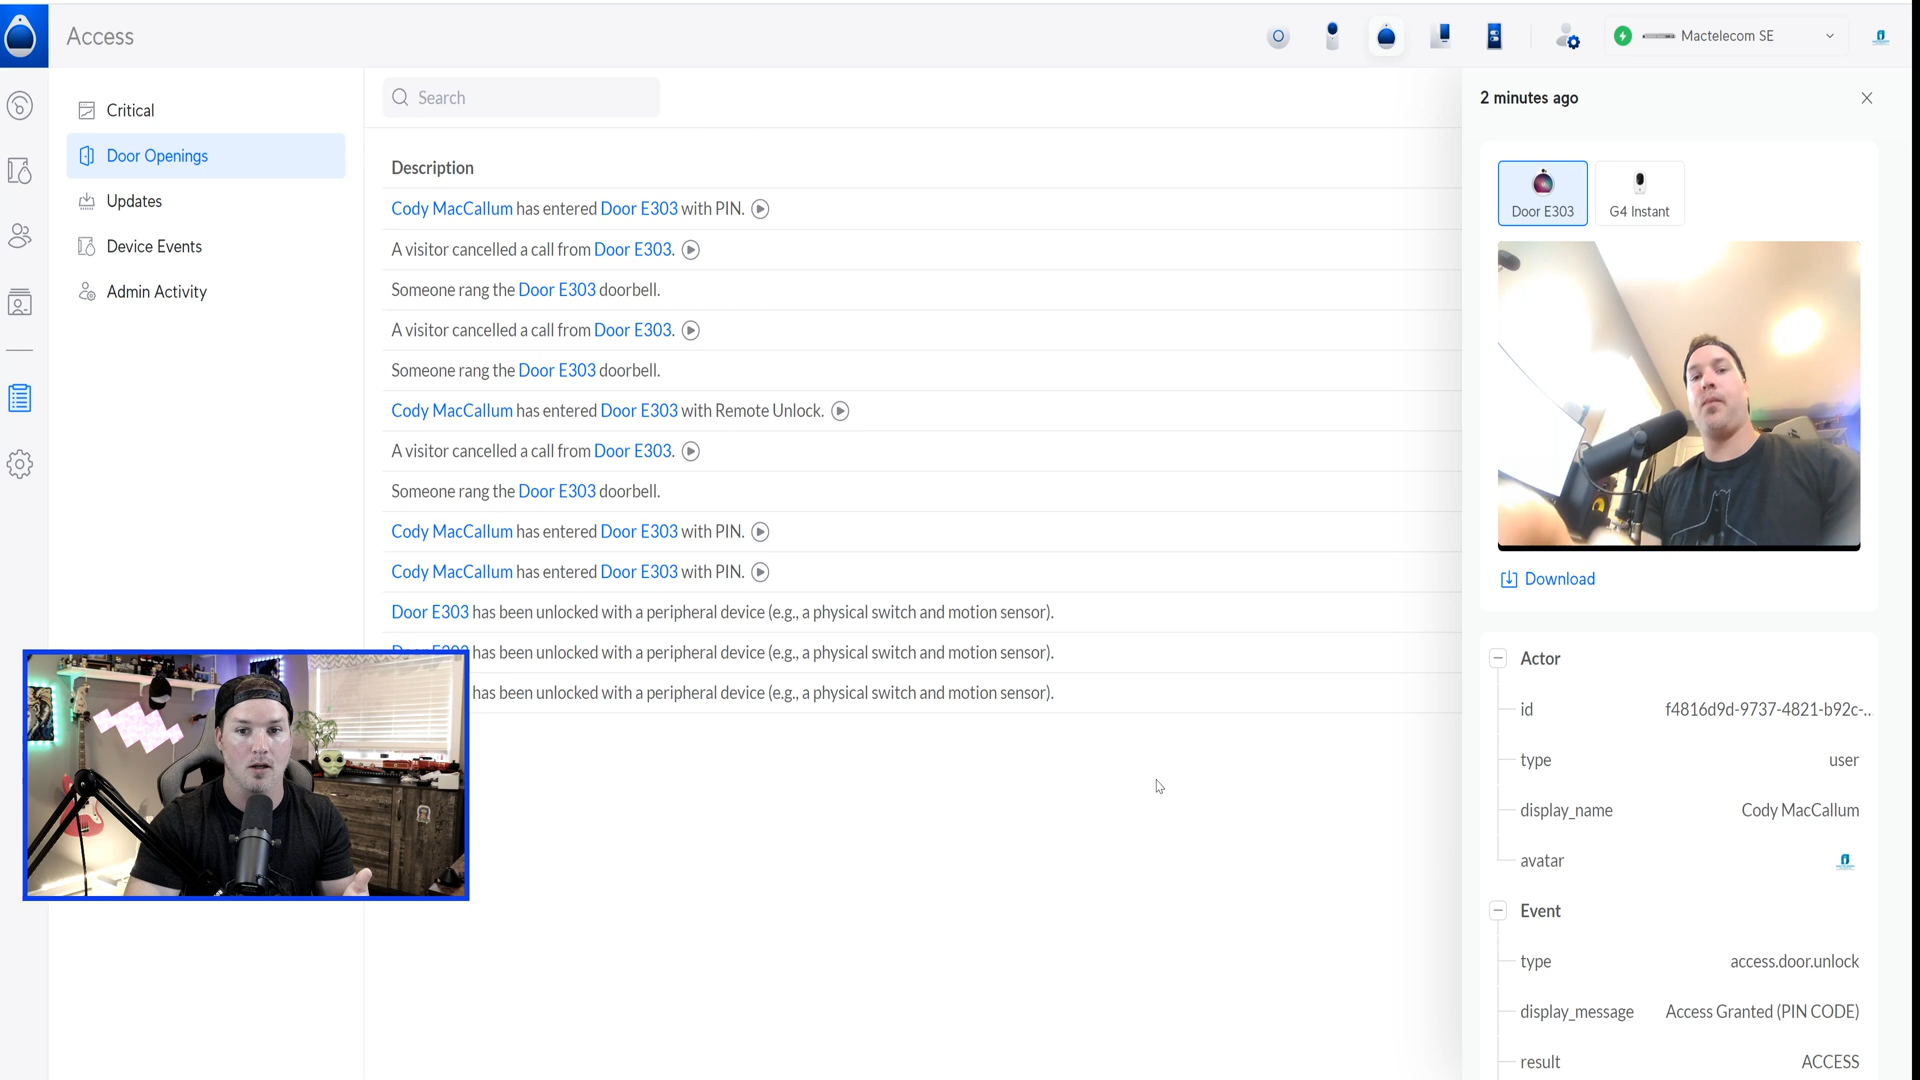 Access
Mactelecom SE
Critical
Door Openings
Updates
Device Events
Admin Activity
Search
Description
Cody MacCallum has entered Door E303 with PIN.
A visitor cancelled a call from Door E303.
Someone rang the Door E303 doorbell.
A visitor cancelled a call from Door E303.
Someone rang the Door E303 doorbell.
Cody MacCallum has entered Door E303 with Remote Unlock.
A visitor cancelled a call from Door E303.
Someone rang the Door E303 doorbell.
Cody MacCallum has entered Door E303 with PIN.
Cody MacCallum has entered Door E303 with PIN.
Door E303 has been unlocked with a peripheral device (e.g., a physical switch and motion sensor).
has been unlocked with a peripheral device (e.g., a physical switch and motion sensor).
has been unlocked with a peripheral device (e.g., a physical switch and motion sensor).
2 minutes ago
Door E303
G4 Instant
Download
Actor
id f4816d9d-9737-4821-b92c-...
type user
display_name Cody MacCallum
avatar
Event
type access.door.unlock
display_message Access Granted (PIN CODE)
result ACCESS